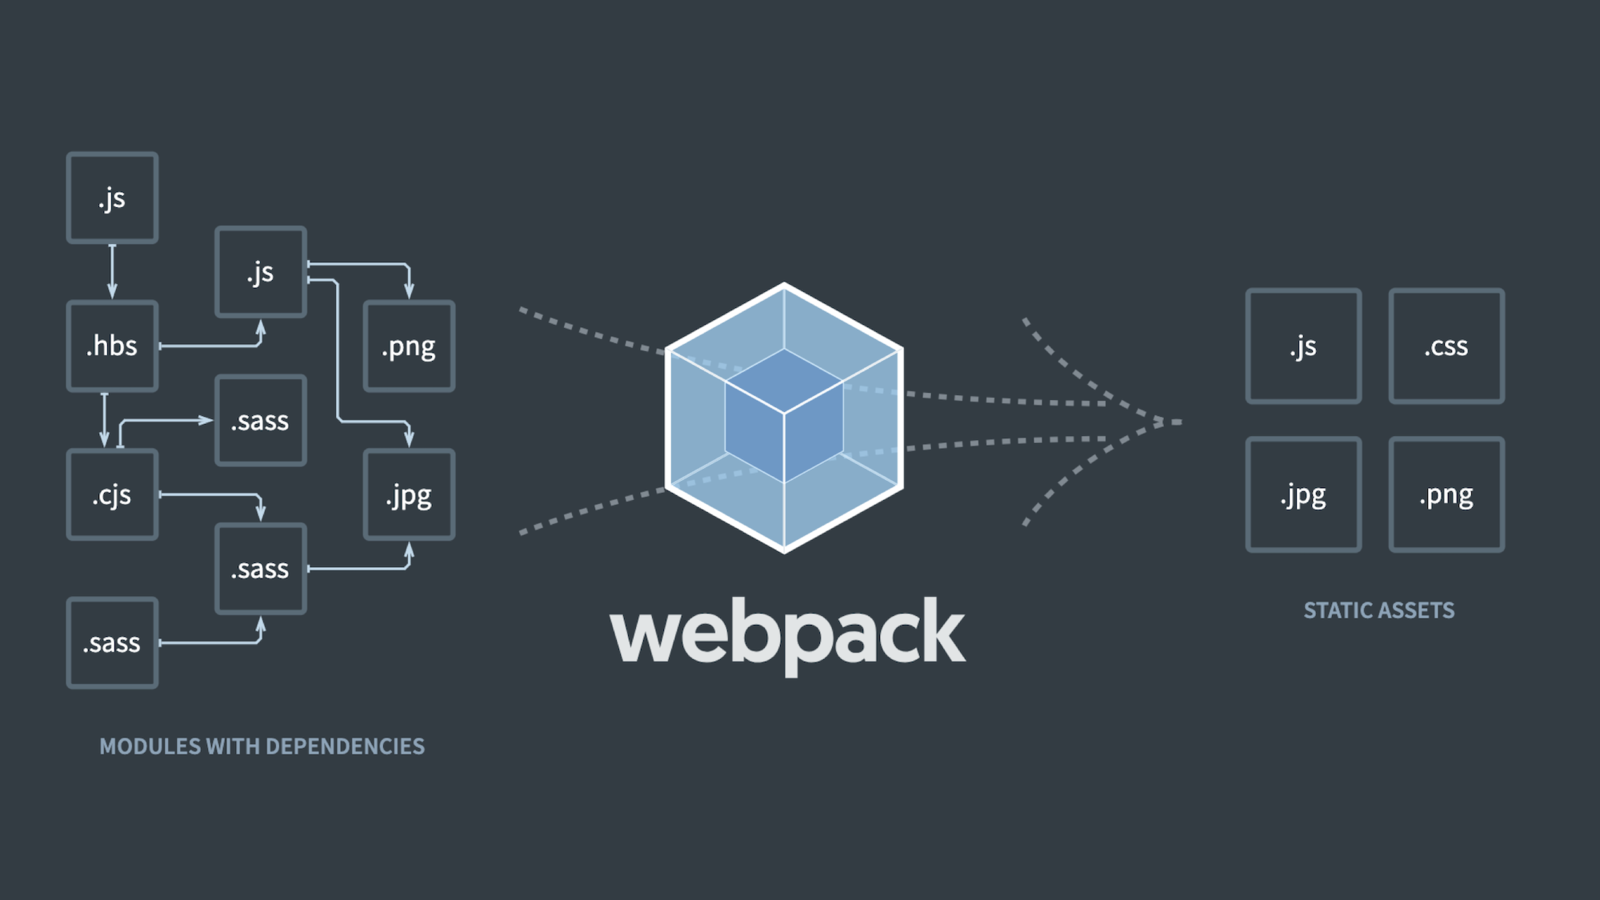 .js
.js
.hbs
.png
.sass
.cjs
.jpg
.sass
.sass
MODULES WITH DEPENDENCIES
webpack
.js
.css
.jpg
.png
STATIC ASSETS